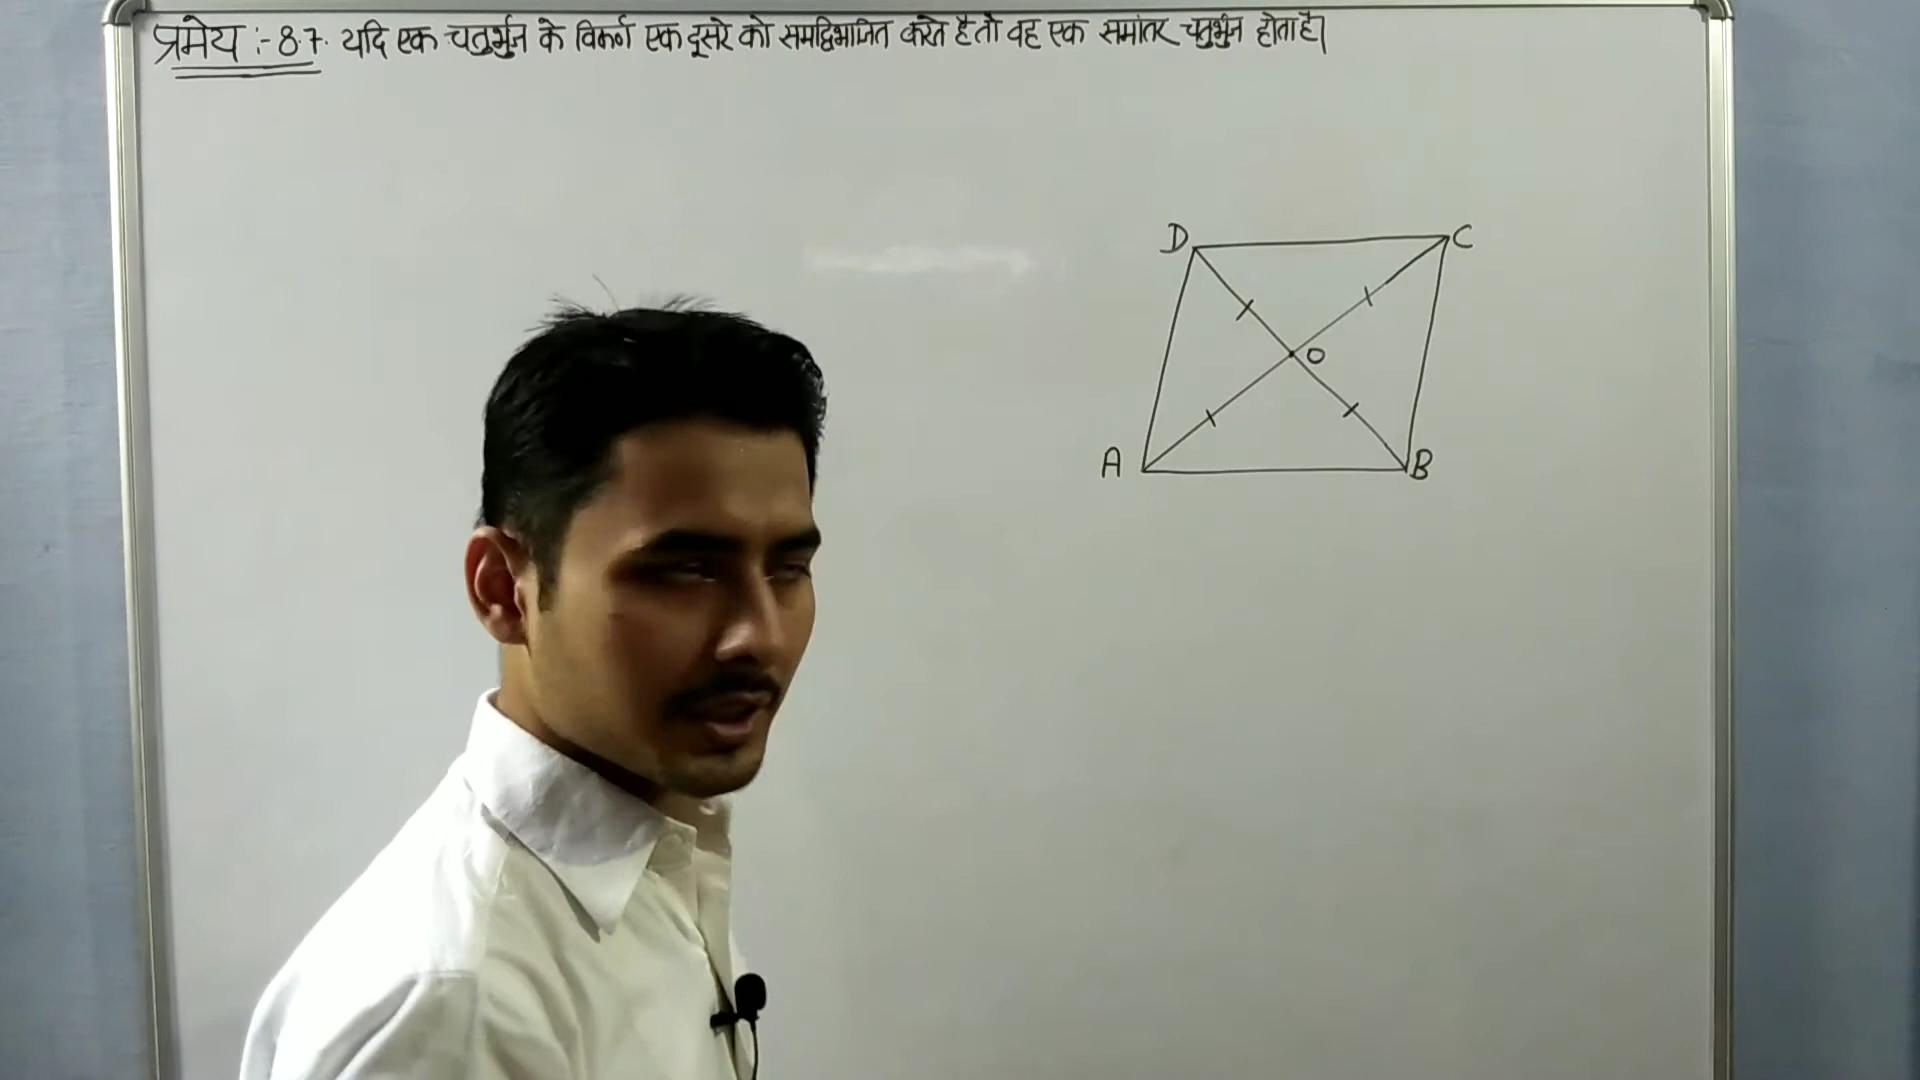 प्रमेय :- 8.7. यदि एक चतुर्भुज के विकर्ण एक दूसरे को समद्विभाजित करते है तो वह एक समांतर चतुर्भुज होता है।
D C
O
A B